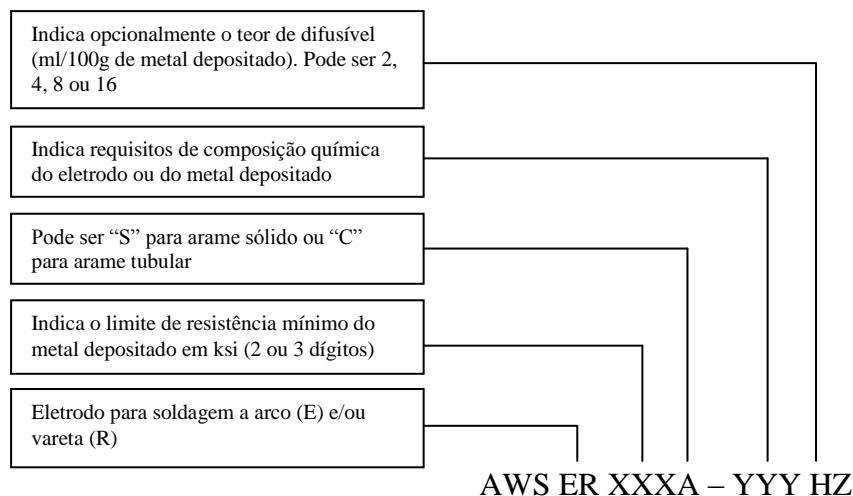 Indica opcionalmente o teor de difusível
(ml/100g de metal depositado). Pode ser 2,
4, 8 ou 16
Indica requisitos de composição química
do eletrodo ou do metal depositado
Pode ser “S” para arame sólido ou “C”
para arame tubular
Indica o limite de resistência mínimo do
metal depositado em ksi (2 ou 3 dígitos)
Eletrodo para soldagem a arco (E) e/ou
vareta (R)
AWS ER XXXA – YYY HZ